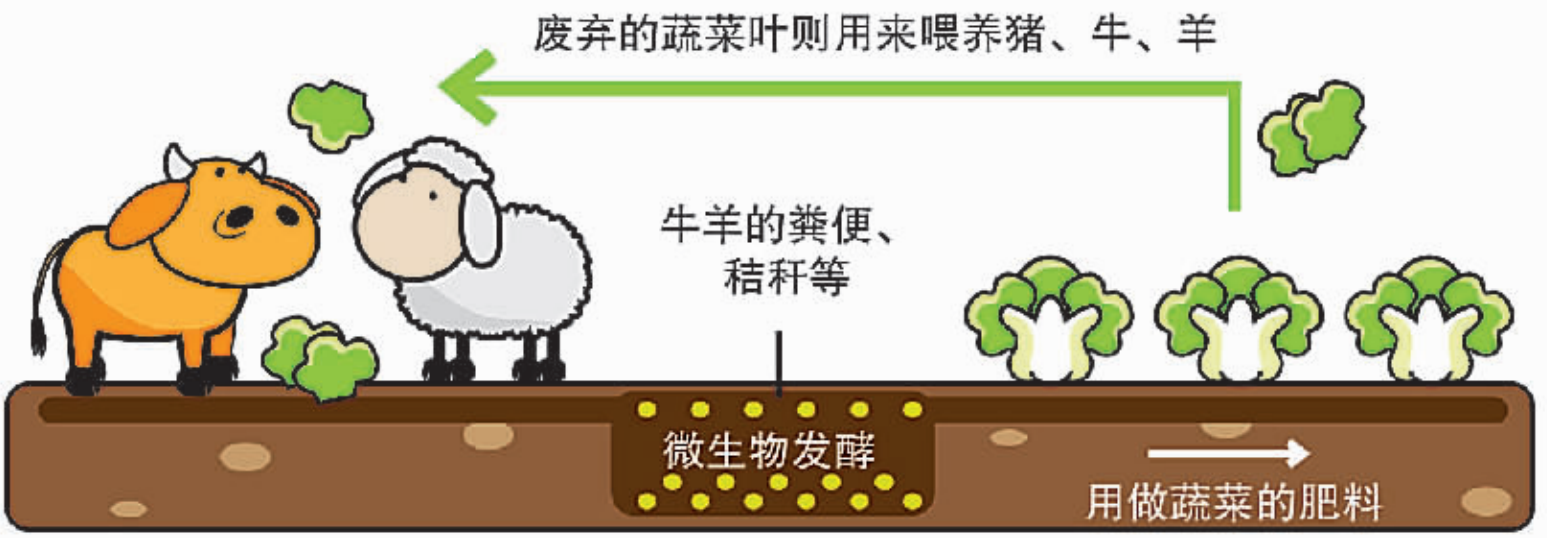 废弃的蔬菜叶则用来喂养猪、牛、羊
牛羊的粪便、
秸秆等
微生物发酵
用做蔬菜的肥料